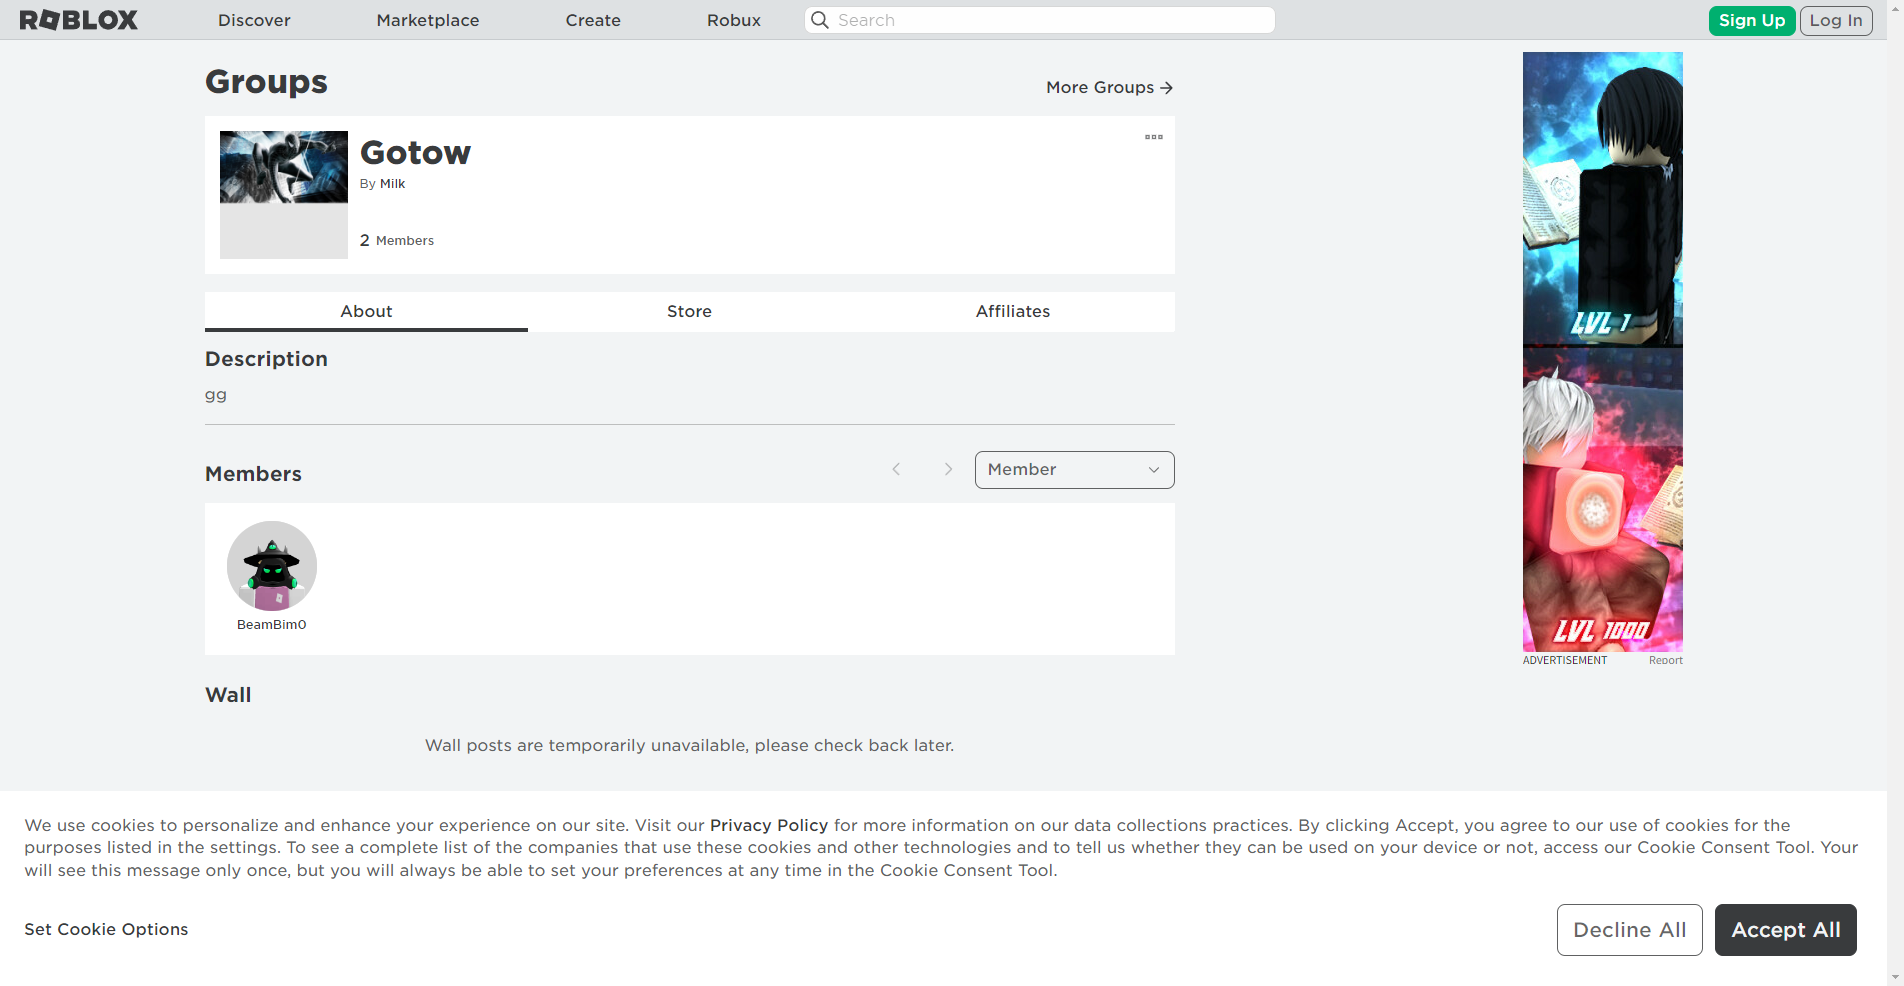 ROBLOX
Discover
Marketplace
Create
Robux
Search
Sign Up
Log In
Groups
More Groups
Gotow
By Milk
2 Members
About
Store
Affiliates
Description
gg
Members
Member
BeamBim0
Wall
Wall posts are temporarily unavailable, please check back later.
LVL 1
LVL 1000
ADVERTISEMENT
Report
We use cookies to personalize and enhance your experience on our site. Visit our Privacy Policy for more information on our data collections practices. By clicking Accept, you agree to our use of cookies for the
purposes listed in the settings. To see a complete list of the companies that use these cookies and other technologies and to tell us whether they can be used on your device or not, access our Cookie Consent Tool. Your
will see this message only once, but you will always be able to set your preferences at any time in the Cookie Consent Tool.
Set Cookie Options
Decline All
Accept All